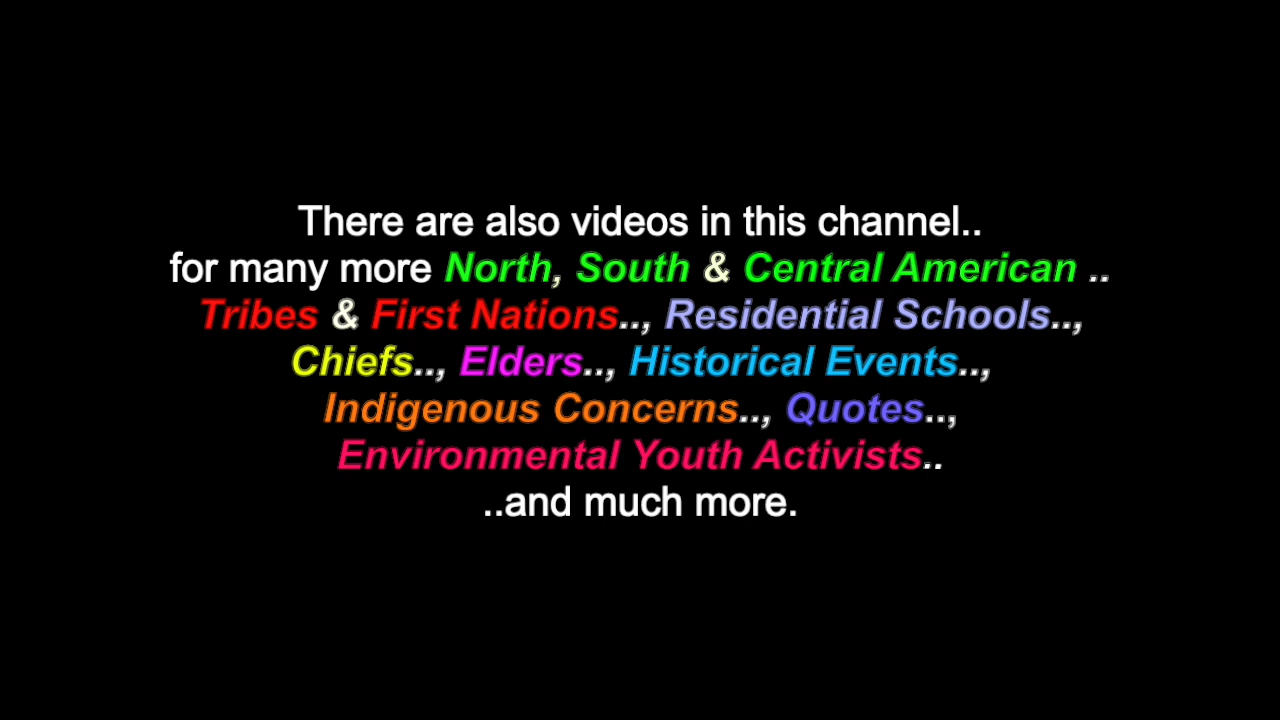 There are also videos in this channel..
for many more North, South & Central American ..
Tribes & First Nations.., Residential Schools..,
Chiefs.., Elders.., Historical Events..,
Indigenous Concerns.., Quotes..,
Environmental Youth Activists..
..and much more.